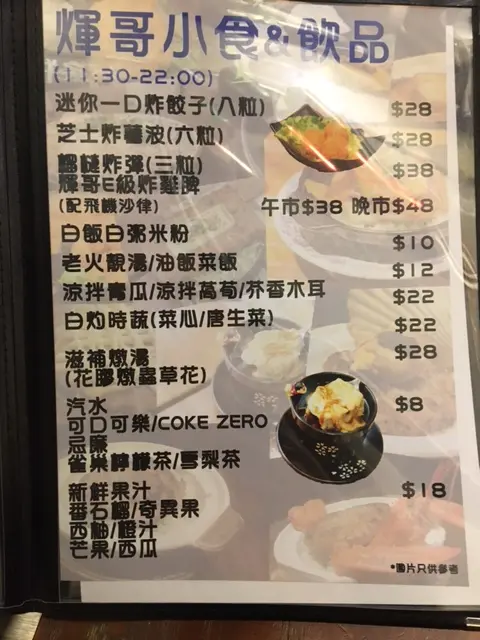 輝哥小食&飲品
(11:30-22:00)
迷你一口炸餃子(八粒) $28
芝士炸薯波(六粒) $28
榴槤炸彈(三粒) $38
輝哥E級炸雞髀
(配飛機沙律) 午市$38 晚市$48
白飯白粥米粉 $10
老火靚湯/油飯菜飯 $12
涼拌青瓜/涼拌萵荀/芥香木耳 $22
白灼時蔬(菜心/唐生菜) $22
滋補燉湯 $28
(花膠燉蟲草花)
汽水 $8
可口可樂/COKE ZERO
忌廉
雀巢檸檬茶/雪梨茶
新鮮果汁 $18
番石榴/奇異果
西柚/橙汁
芒果/西瓜
*圖片只供參考